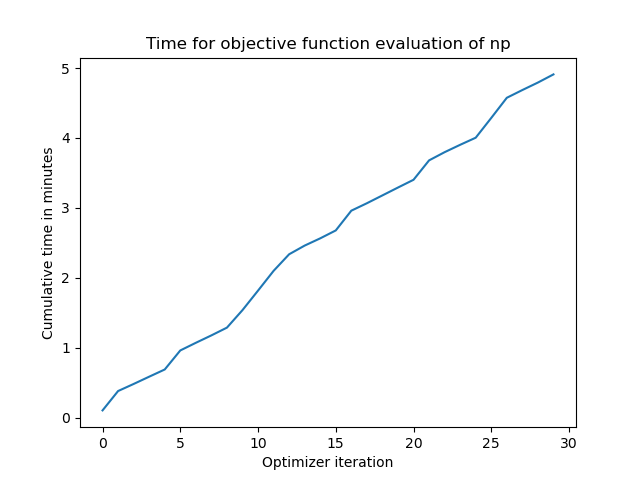 Time for objective function evaluation of np
Cumulative time in minutes
5
4
3
2
1
0
0 5 10 15 20 25 30
Optimizer iteration